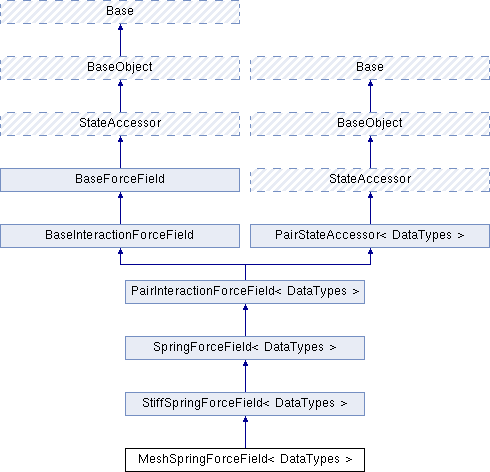 Base
BaseObject
Base
StateAccessor
BaseObject
BaseForceField
StateAccessor
BaseInteractionForceField
PairStateAccessor< DataTypes >
PairInteractionForceField< DataTypes >
SpringForceField< DataTypes >
StiffSpringForceField< DataTypes >
MeshSpringForceField< DataTypes >